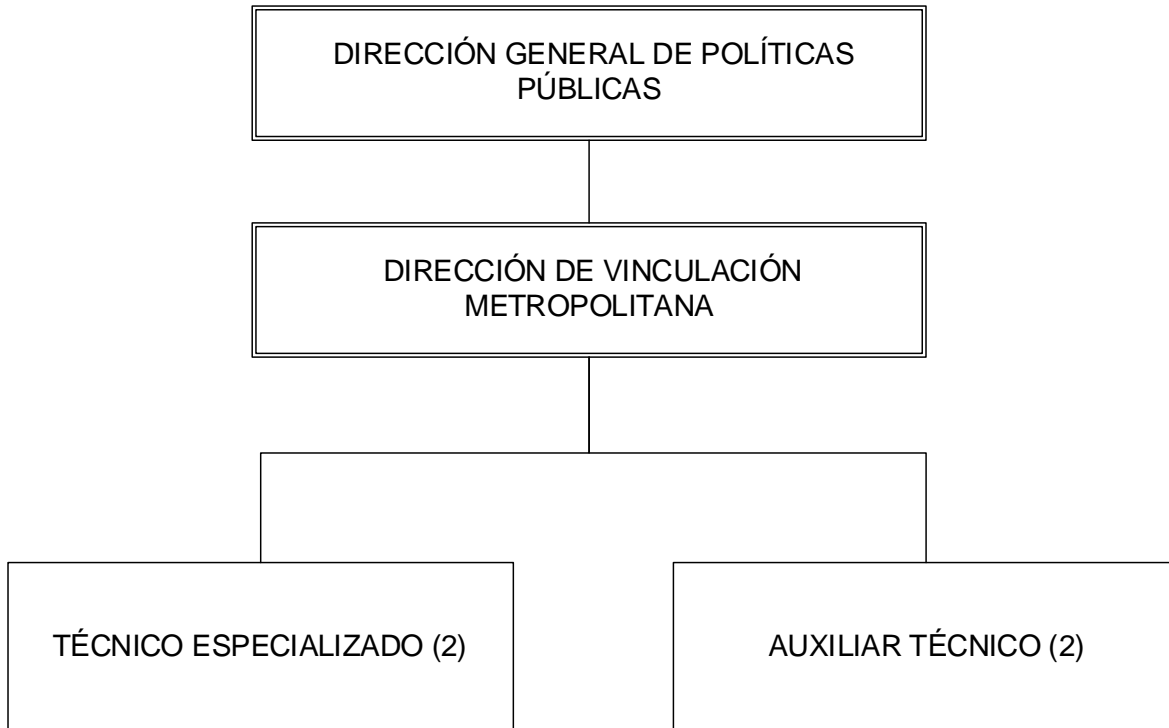 DIRECCIÓN GENERAL DE POLÍTICAS
PÚBLICAS
DIRECCIÓN DE VINCULACIÓN
METROPOLITANA
TÉCNICO ESPECIALIZADO (2)
AUXILIAR TÉCNICO (2)